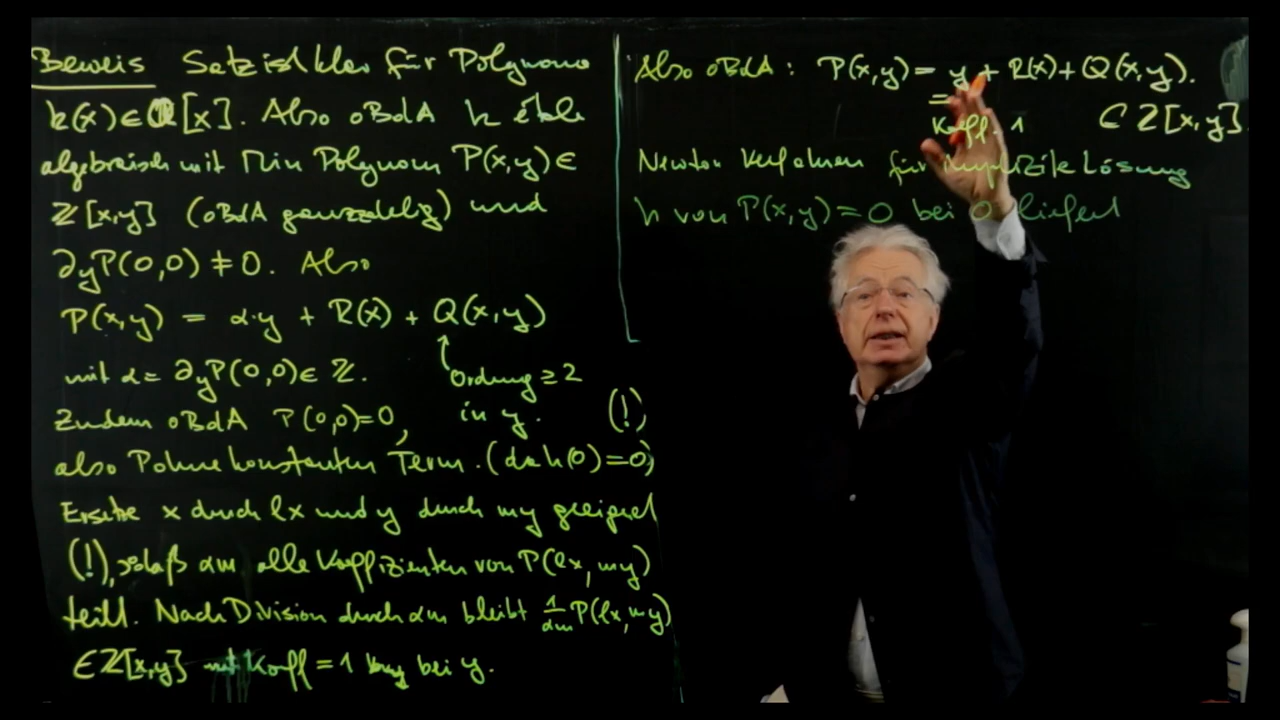 Beweis Satz ist klar für Polynome
h(x) ∈ Q[x]. Also oBdA h étale
algebraisch mit Min Polynom P(x,y) ∈
Z[x,y] (oBdA ganzzahlig) und
∂yP(0,0) ≠ 0. Also
P(x,y) = α·y + R(x) + Q(x,y)
mit α = ∂yP(0,0) ∈ Z.
Ordnung ≥ 2
in y. (!)
Zudem oBdA P(0,0)=0,
also P ohne konstanten Term. (da h(0)=0)
Ersetze x durch lx und y durch my geeignet
(!), sodaß αm alle Koeffizienten von P(lx, my)
teilt. Nach Division durch αm bleibt 1/αm P(lx, my)
∈ Z[x,y] mit Koeff = 1 bei y.
Also oBdA: P(x,y) = y + R(x) + Q(x,y).
Koeff. 1 ⊂ Z[x,y]
Newton Verfahren für implizite Lösung
h von P(x,y) = 0 bei 0 liefert